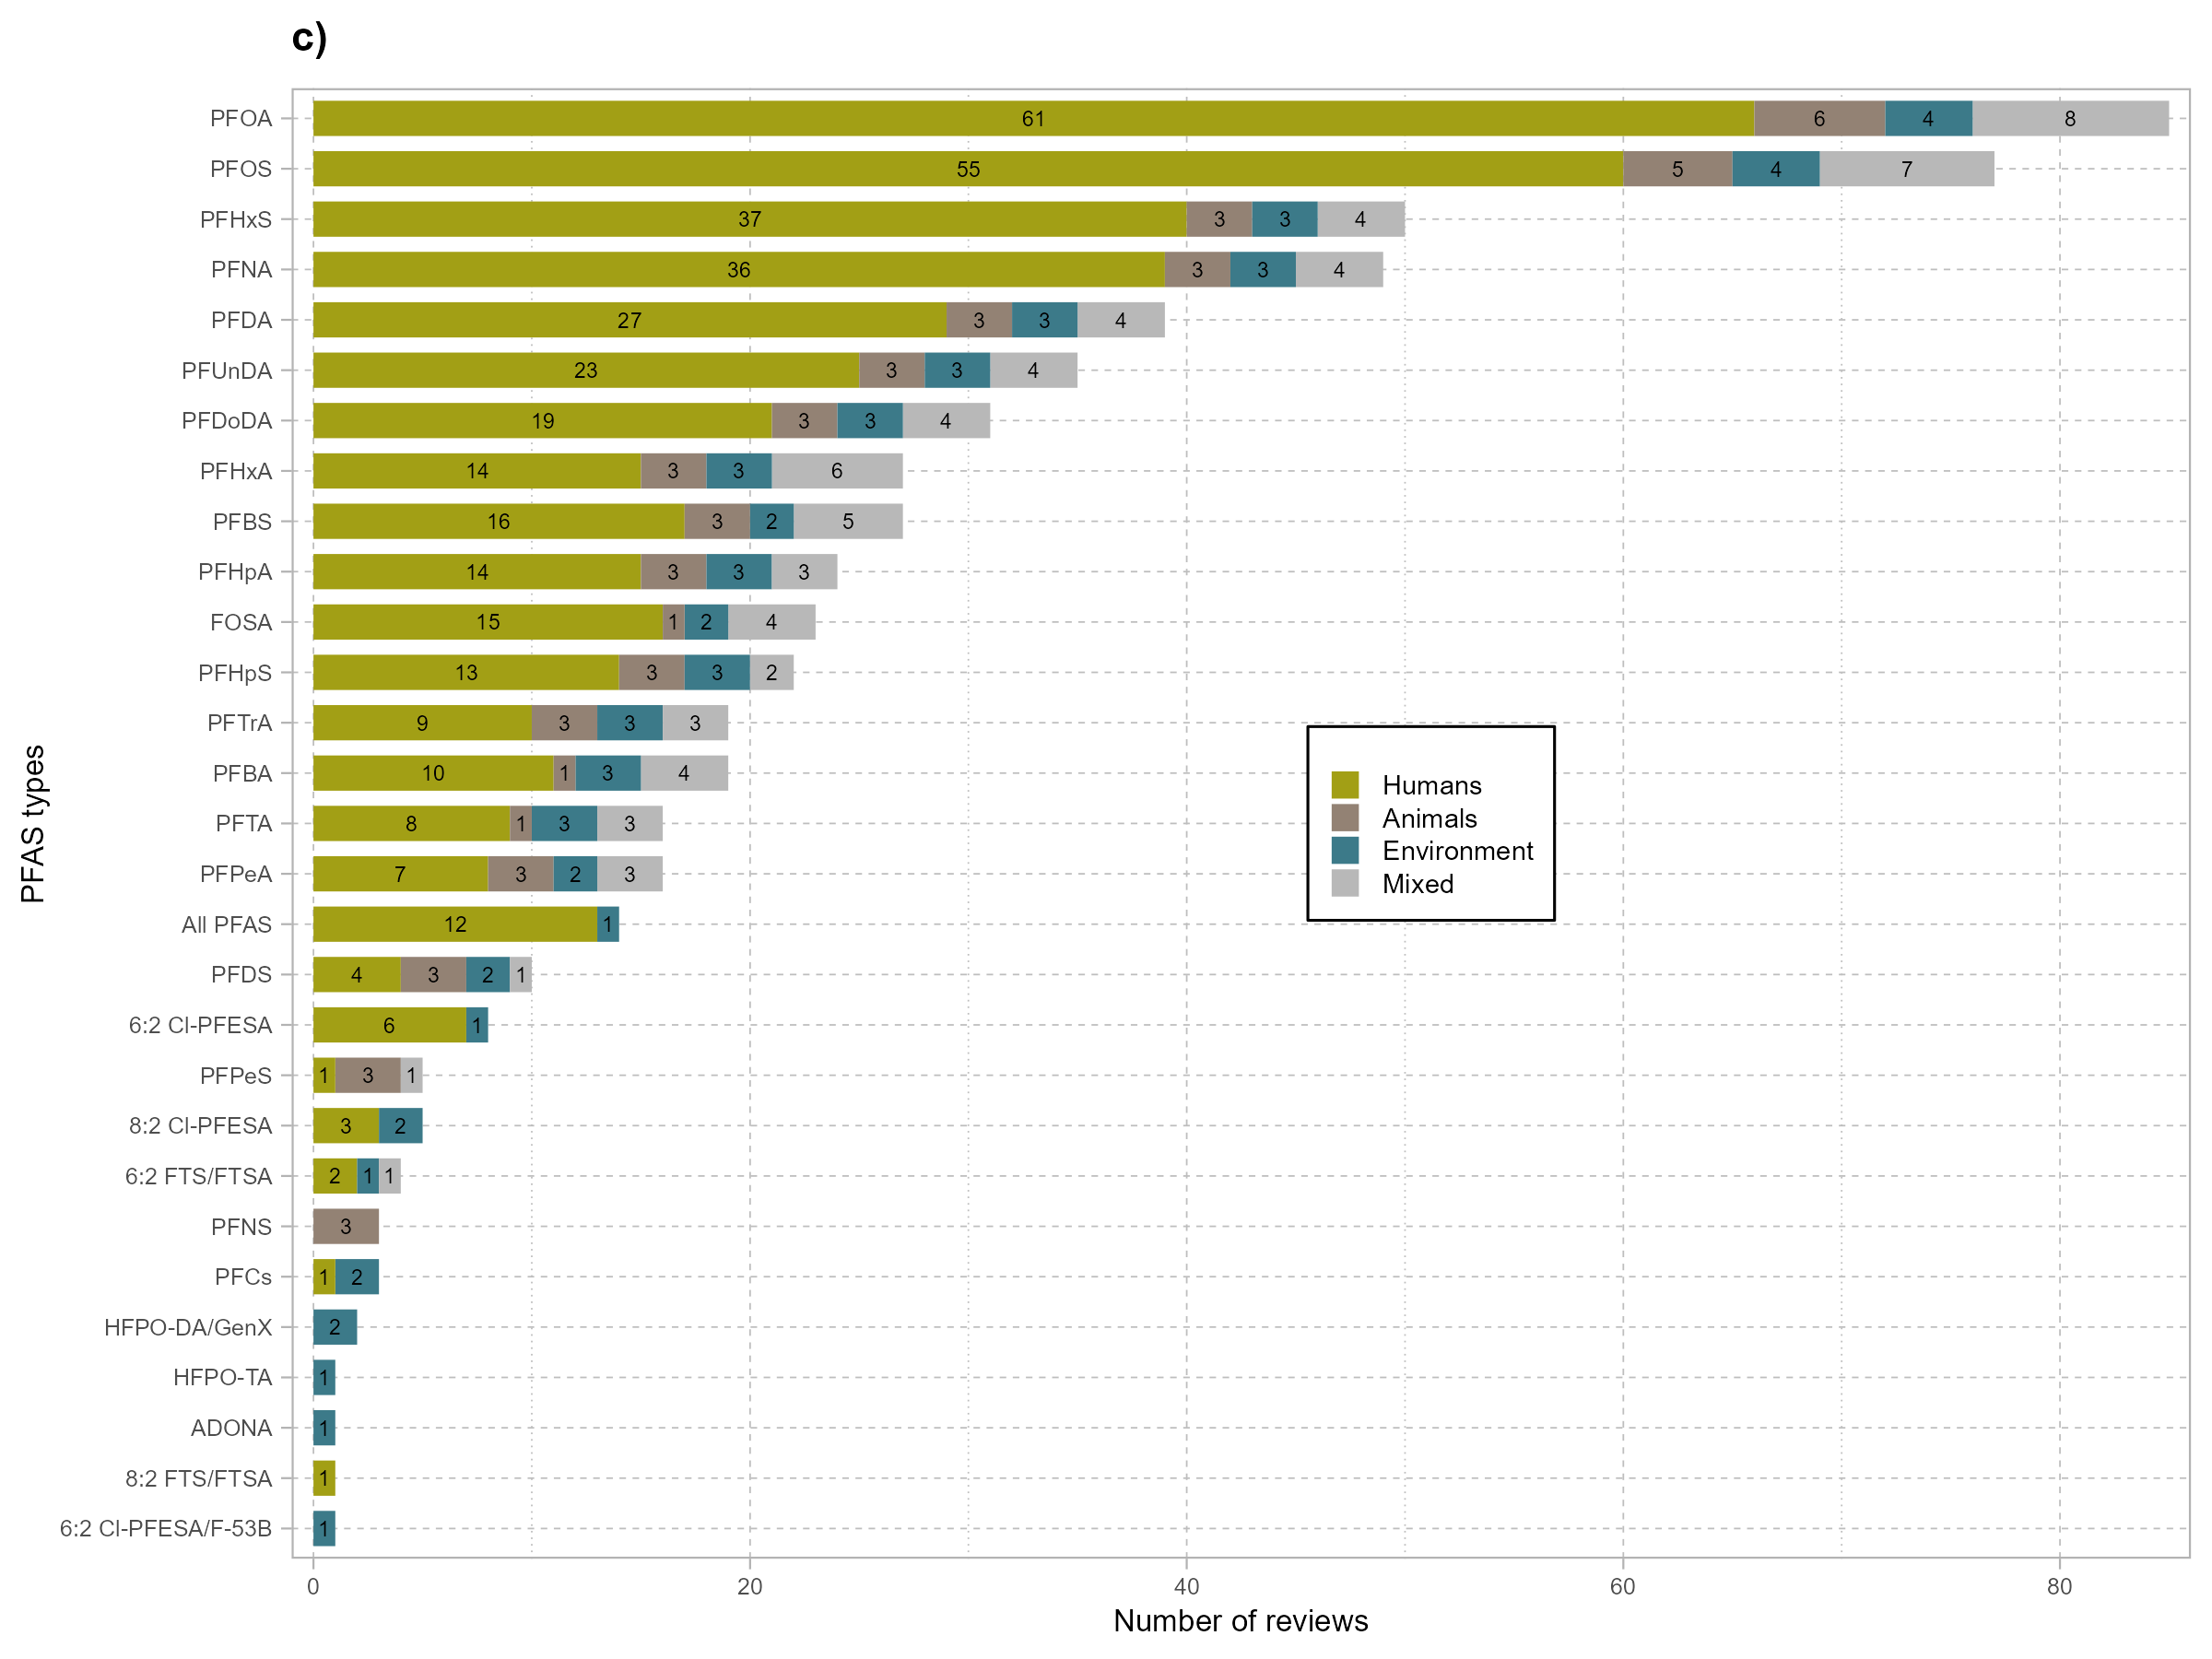 c)
PFOA 61 6 4 8
PFOS 55 5 4 7
PFHxS 37 3 3 4
PFNA 36 3 3 4
PFDA 27 3 3 4
PFUnDA 23 3 3 4
PFDoDA 19 3 3 4
PFHxA 14 3 3 6
PFBS 16 3 2 5
PFHpA 14 3 3 3
FOSA 15 1 2 4
PFHpS 13 3 3 2
PFTrA 9 3 3 3
PFBA 10 1 3 4
PFTA 8 1 3 3
PFPeA 7 3 2 3
All PFAS 12 1
PFDS 4 3 2 1
6:2 Cl-PFESA 6 1
PFPeS 1 3 1
8:2 Cl-PFESA 3 2
6:2 FTS/FTSA 2 1 1
PFNS 3
PFCs 1 2
HFPO-DA/GenX 2
HFPO-TA 1
ADONA 1
8:2 FTS/FTSA 1
6:2 Cl-PFESA/F-53B 1
0 20 40 60 80
Number of reviews
PFAS types
Humans
Animals
Environment
Mixed